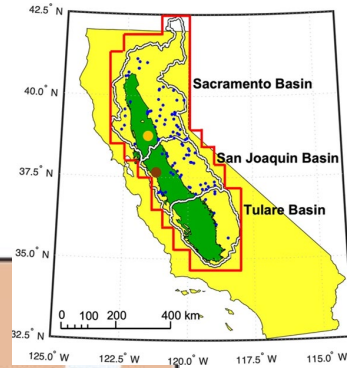 42.5° N
Sacramento Basin
40.0° N
San Joaquin Basin
37.5° N
Tulare Basin
35.0° N
0 100 200 400 km
32.5° N
125.0° W 122.5° W 120.0° W 117.5° W 115.0° W